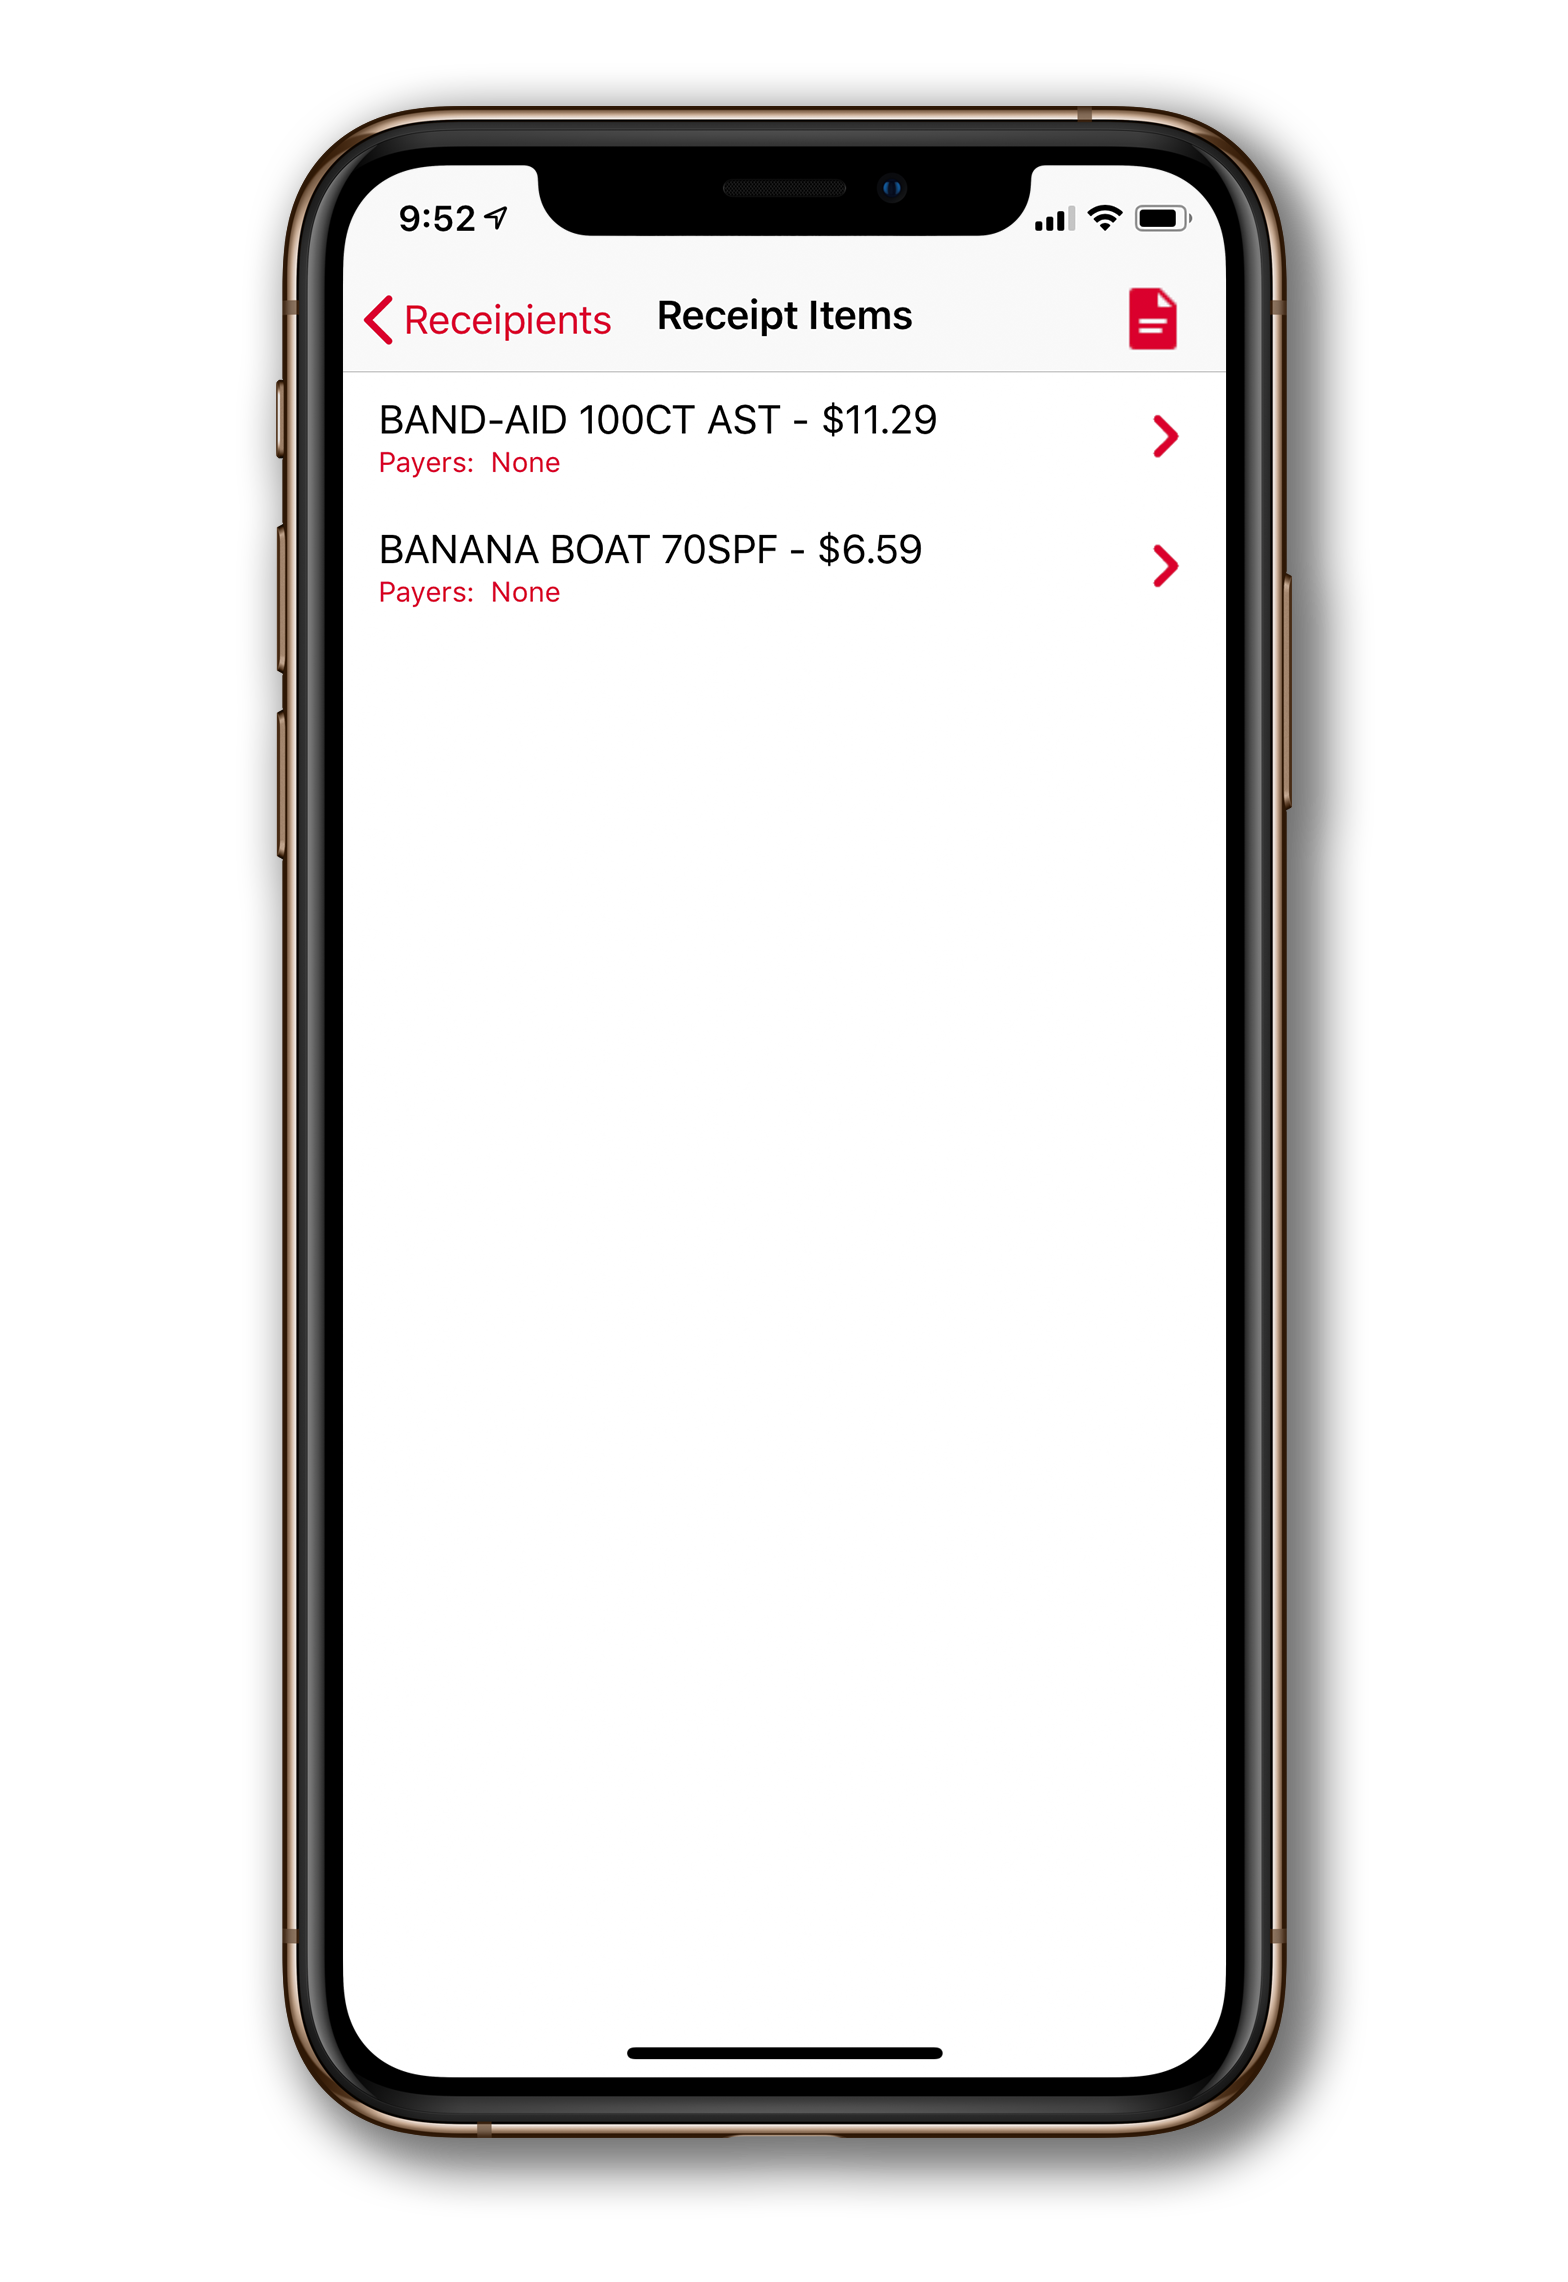 9:52
Receipients
Receipt Items
BAND-AID 100CT AST - $11.29
Payers: None
BANANA BOAT 70SPF - $6.59
Payers: None